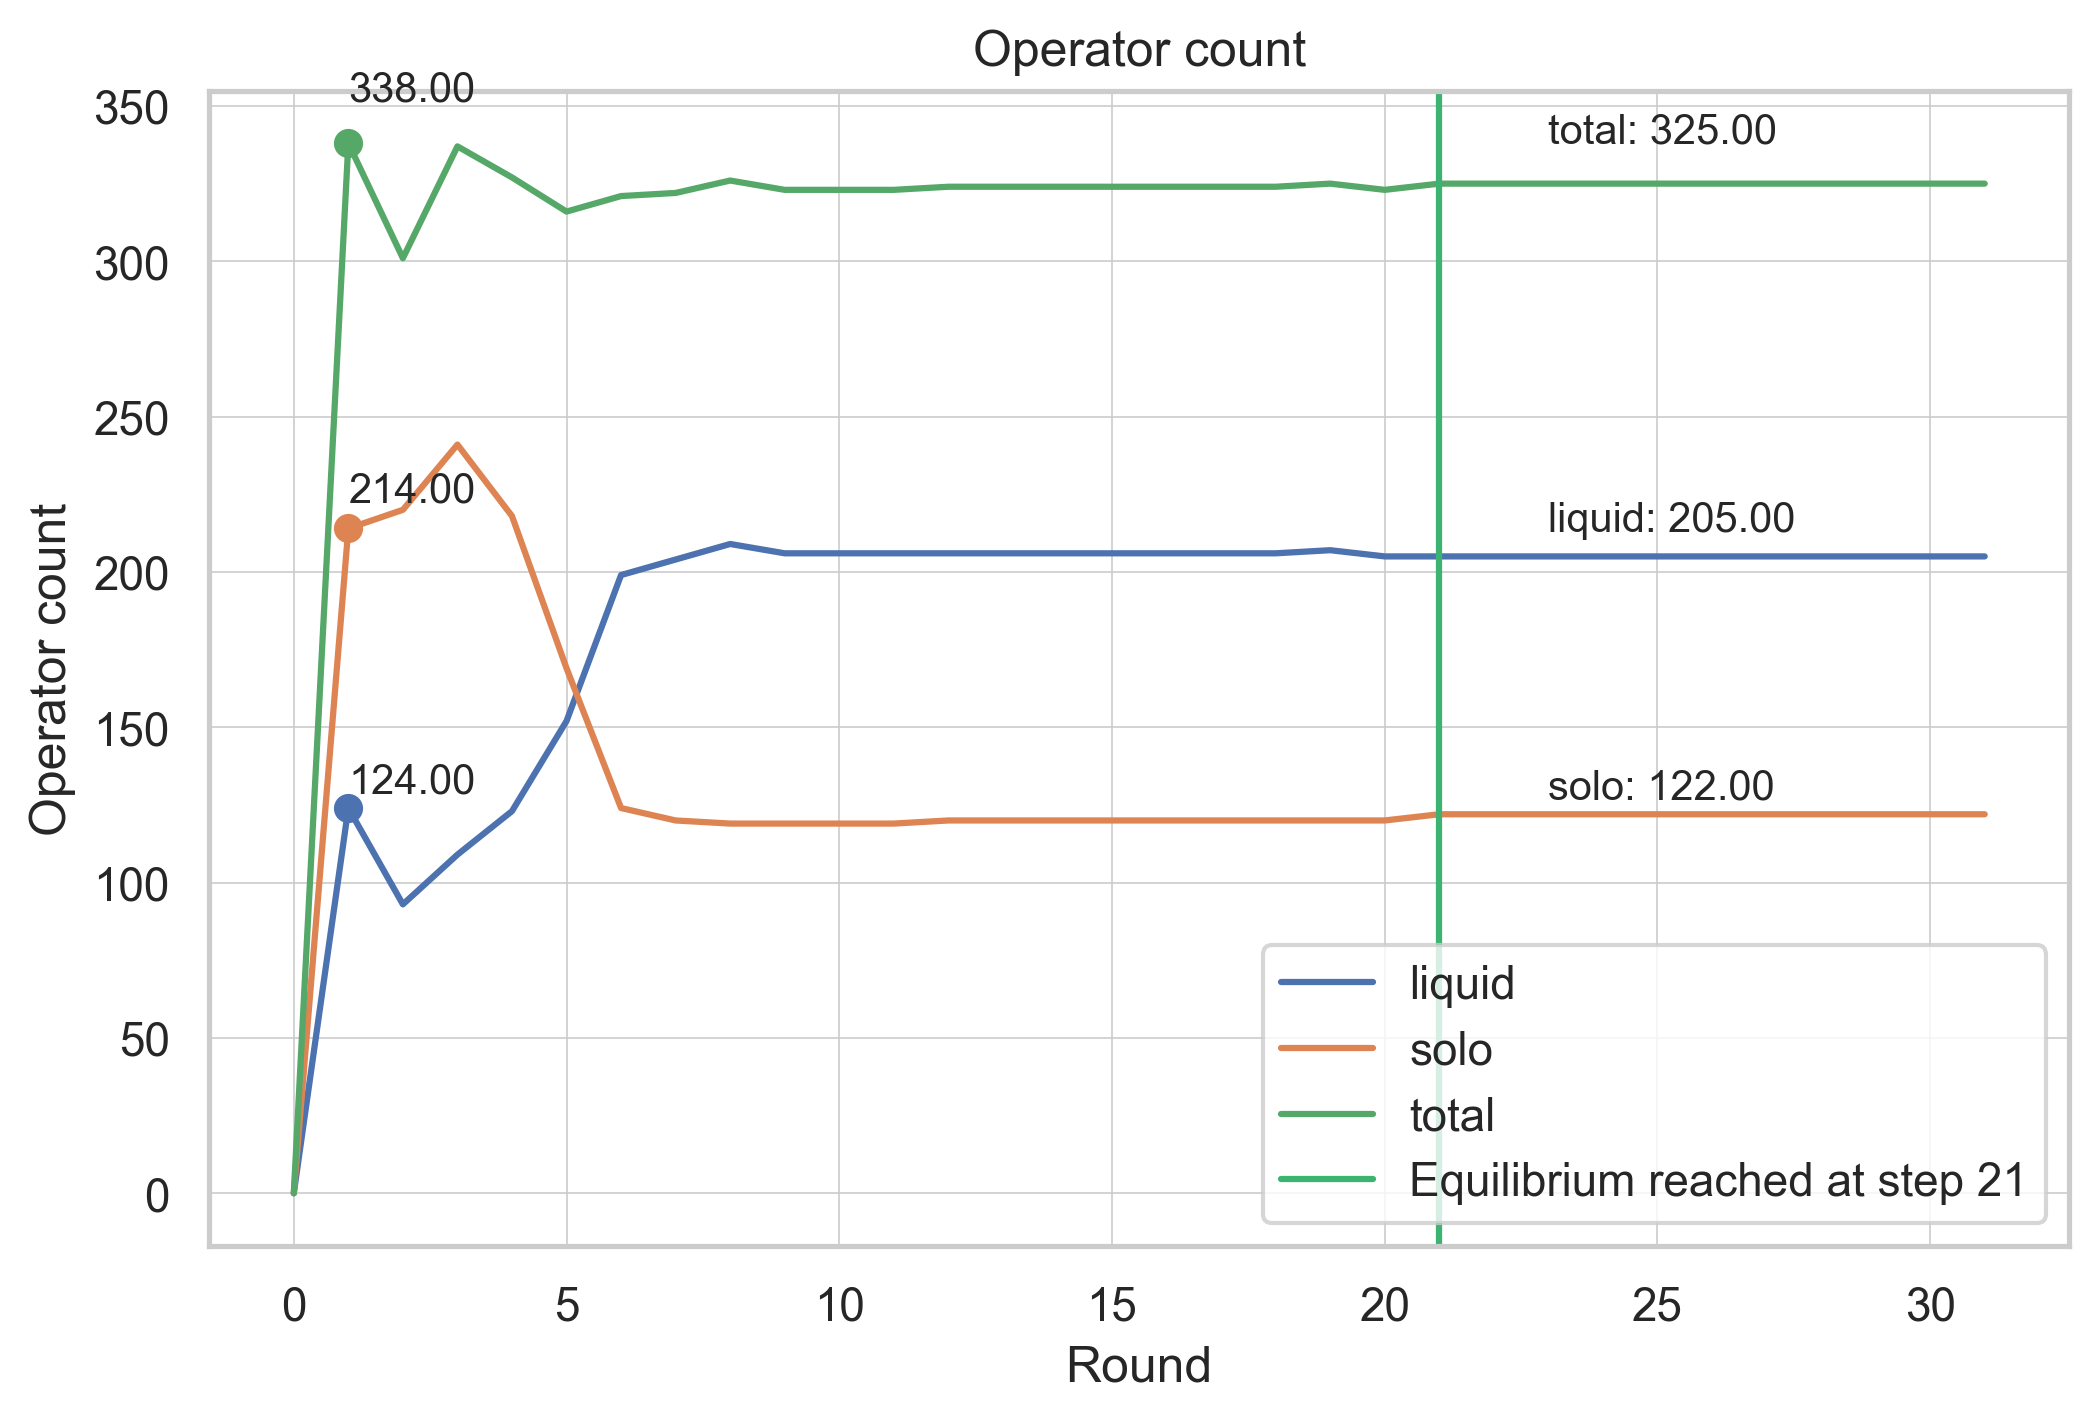 Operator count
338.00
350
total: 325.00
300
250
214.00
liquid: 205.00
200
150
124.00
solo: 122.00
100
50
0
Operator count
liquid
solo
total
Equilibrium reached at step 21
0 5 10 15 20 25 30
Round